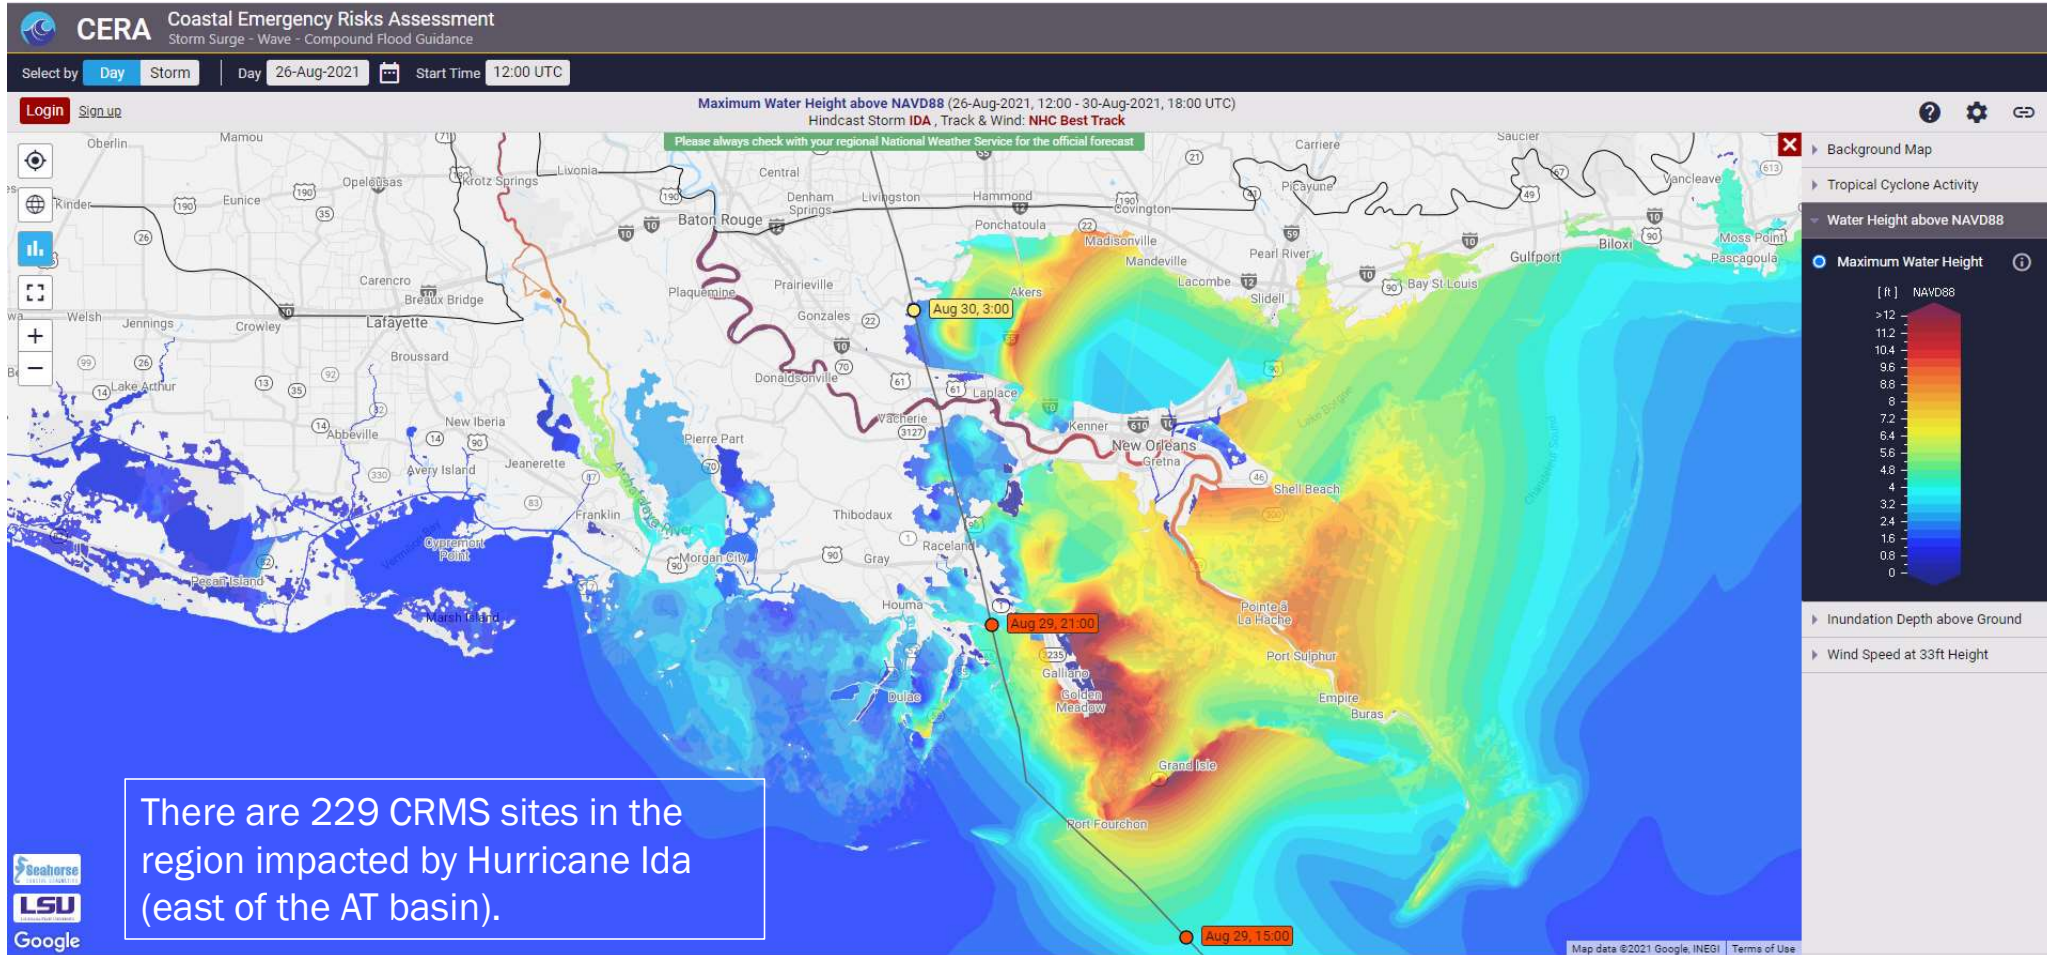 CERA
Coastal Emergency Risks Assessment
Storm Surge - Wave - Compound Flood Guidance
Select by Day Storm Day 26-Aug-2021 Start Time 12:00 UTC
Login Sign up
Maximum Water Height above NAVD88 (26-Aug-2021, 12:00 - 30-Aug-2021, 18:00 UTC)
Hindcast Storm IDA , Track & Wind: NHC Best Track
Please always check with your regional National Weather Service for the official forecast
Background Map
Tropical Cyclone Activity
Water Height above NAVD88
Maximum Water Height
[ ft ] NAVD88
>12
11.2
10.4
9.6
8.8
8
7.2
6.4
5.6
4.8
4
3.2
2.4
1.6
0.8
0
Inundation Depth above Ground
Wind Speed at 33ft Height
Oberlin
Mamou
Kinder
Eunice
Opelousas
Krotz Springs
Livonia
Central
Denham
Springs
Livingston
Hammond
Ponchatoula
Covington
Madisonville
Mandeville
Carriere
Picayune
Saucier
Vancleave
Pearl River
Lacombe
Slidell
Bay St Louis
Gulfport
Biloxi
Moss Point
Pascagoula
Baton Rouge
Plaquemine
Prairieville
Gonzales
Akers
Aug 30, 3:00
Carencro
Breaux Bridge
Welsh
Jennings
Crowley
Lafayette
Broussard
Lake Arthur
Donaldsonville
Laplace
Vacherie
Kenner
New Orleans
Gretna
Lake Borgne
Chandeleur Sound
New Iberia
Abbeville
Avery Island
Jeanerette
Pierre Part
Shell Beach
Atchafalaya River
Franklin
Thibodaux
Raceland
Gray
Vermilion Bay
Cypremort
Point
Morgan City
Pecan Island
Marsh Island
Houma
Aug 29, 21:00
Pointe à
La Hache
Port Sulphur
Galliano
Golden
Meadow
Dulac
Empire
Buras
Grand Isle
Port Fourchon
Aug 29, 15:00
There are 229 CRMS sites in the
region impacted by Hurricane Ida
(east of the AT basin).
Seahorse
LSU
Google
Map data ©2021 Google, INEGI Terms of Use